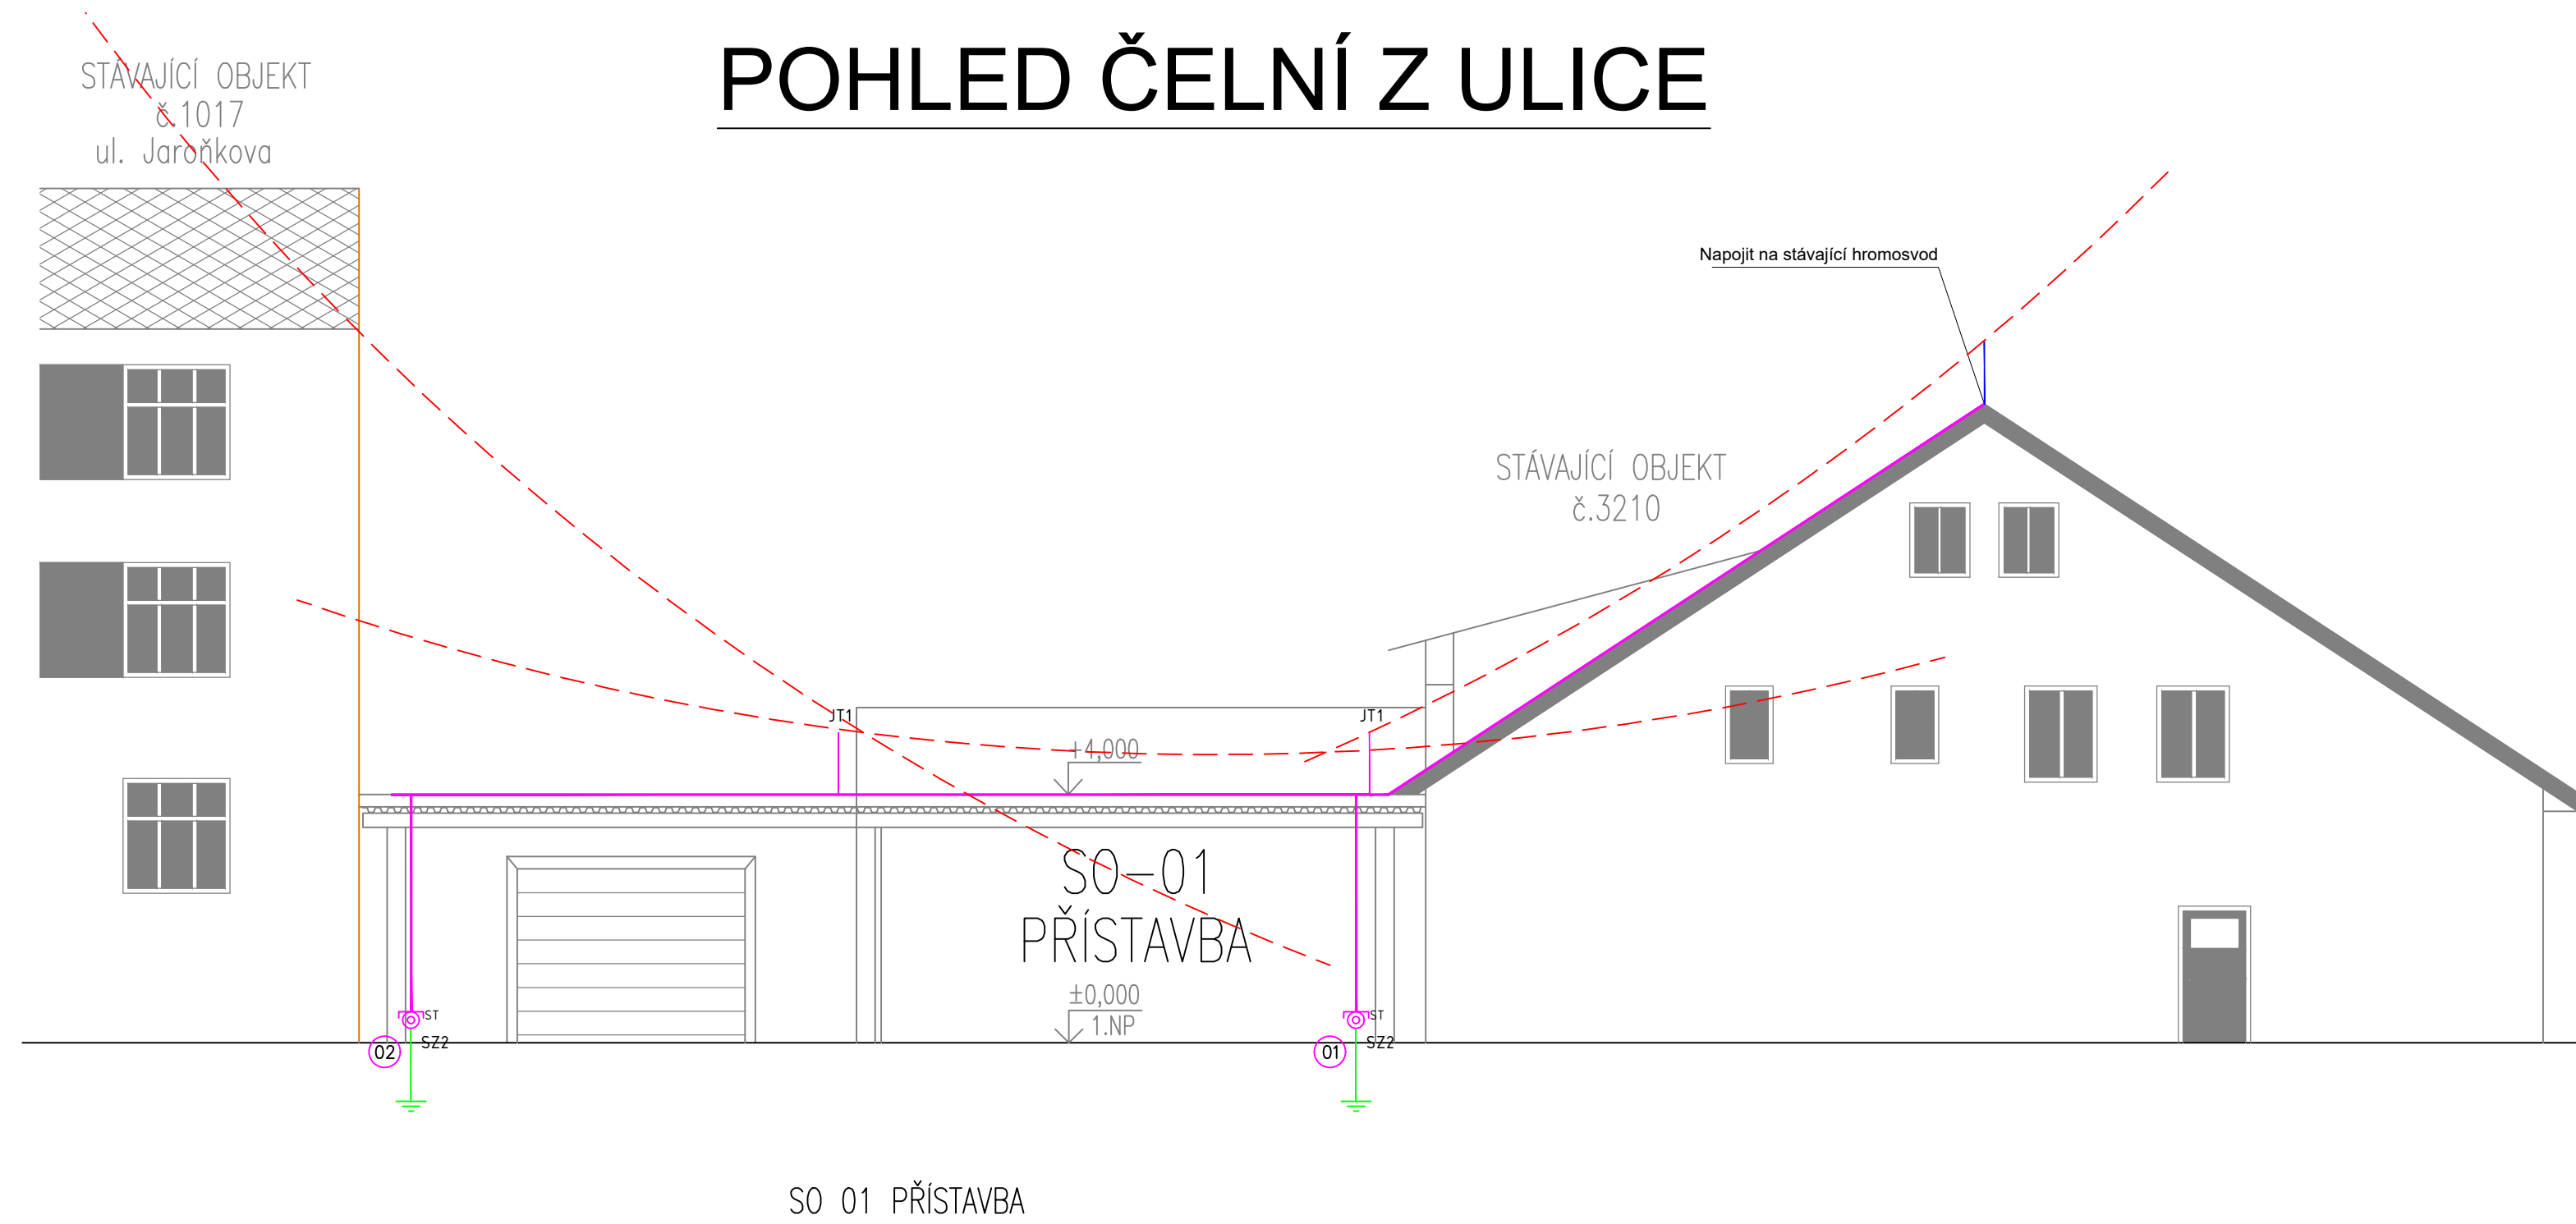 POHLED ČELNÍ Z ULICE
STÁVAJÍCÍ OBJEKT
č.1017
ul. Jaroňkova
Napojit na stávající hromosvod
STÁVAJÍCÍ OBJEKT
č.3210
JT1
JT1
+4,000
SO-01
PŘÍSTAVBA
±0,000
1.NP
ST
SZ2
02
ST
SZ2
01
SO 01 PŘÍSTAVBA